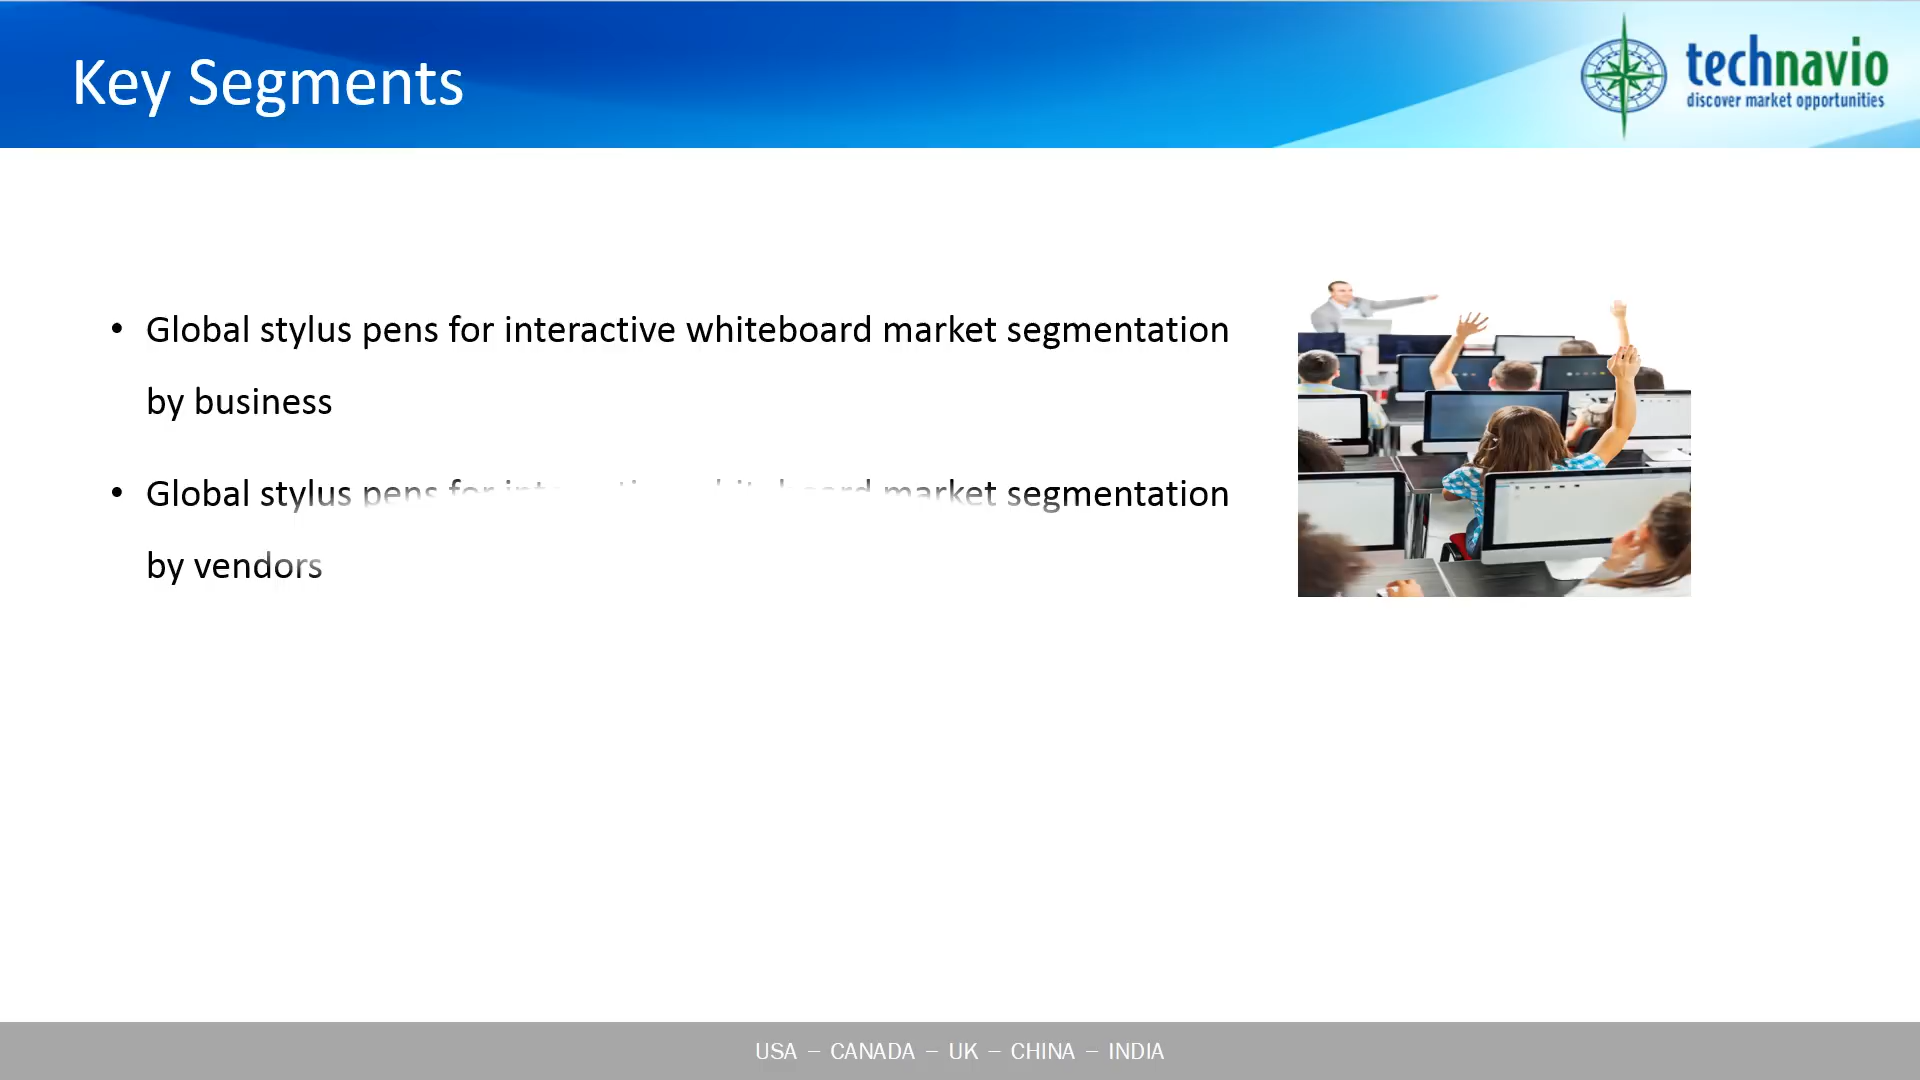 Key Segments
technavio
discover market opportunities
• Global stylus pens for interactive whiteboard market segmentation
by business
• Global stylus pens for interactive whiteboard market segmentation
by vendors
USA – CANADA – UK – CHINA – INDIA